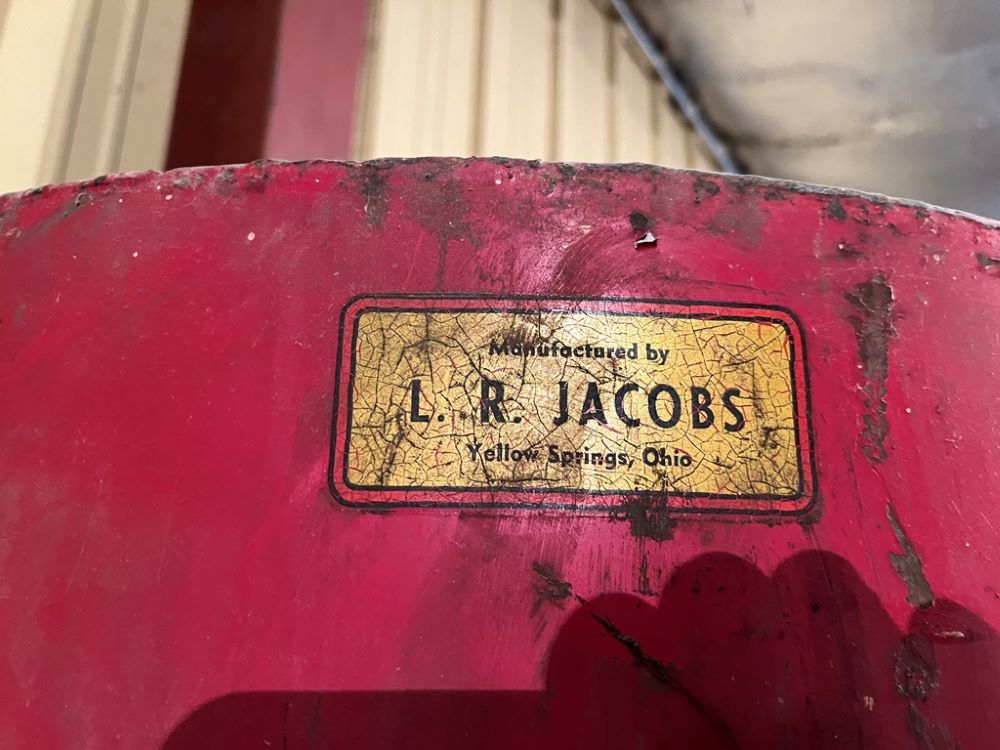 Manufactured by
L. R. JACOBS
Yellow Springs, Ohio